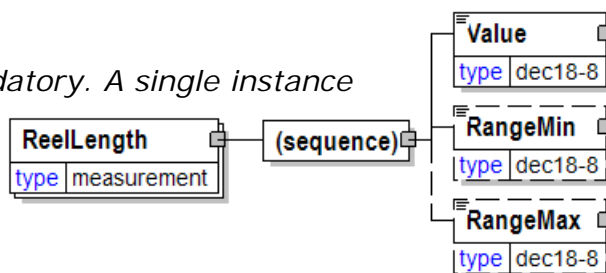 datory. A single instance
ReelLength
type measurement
(sequence)
Value
type dec18-8
RangeMin
type dec18-8
RangeMax
type dec18-8